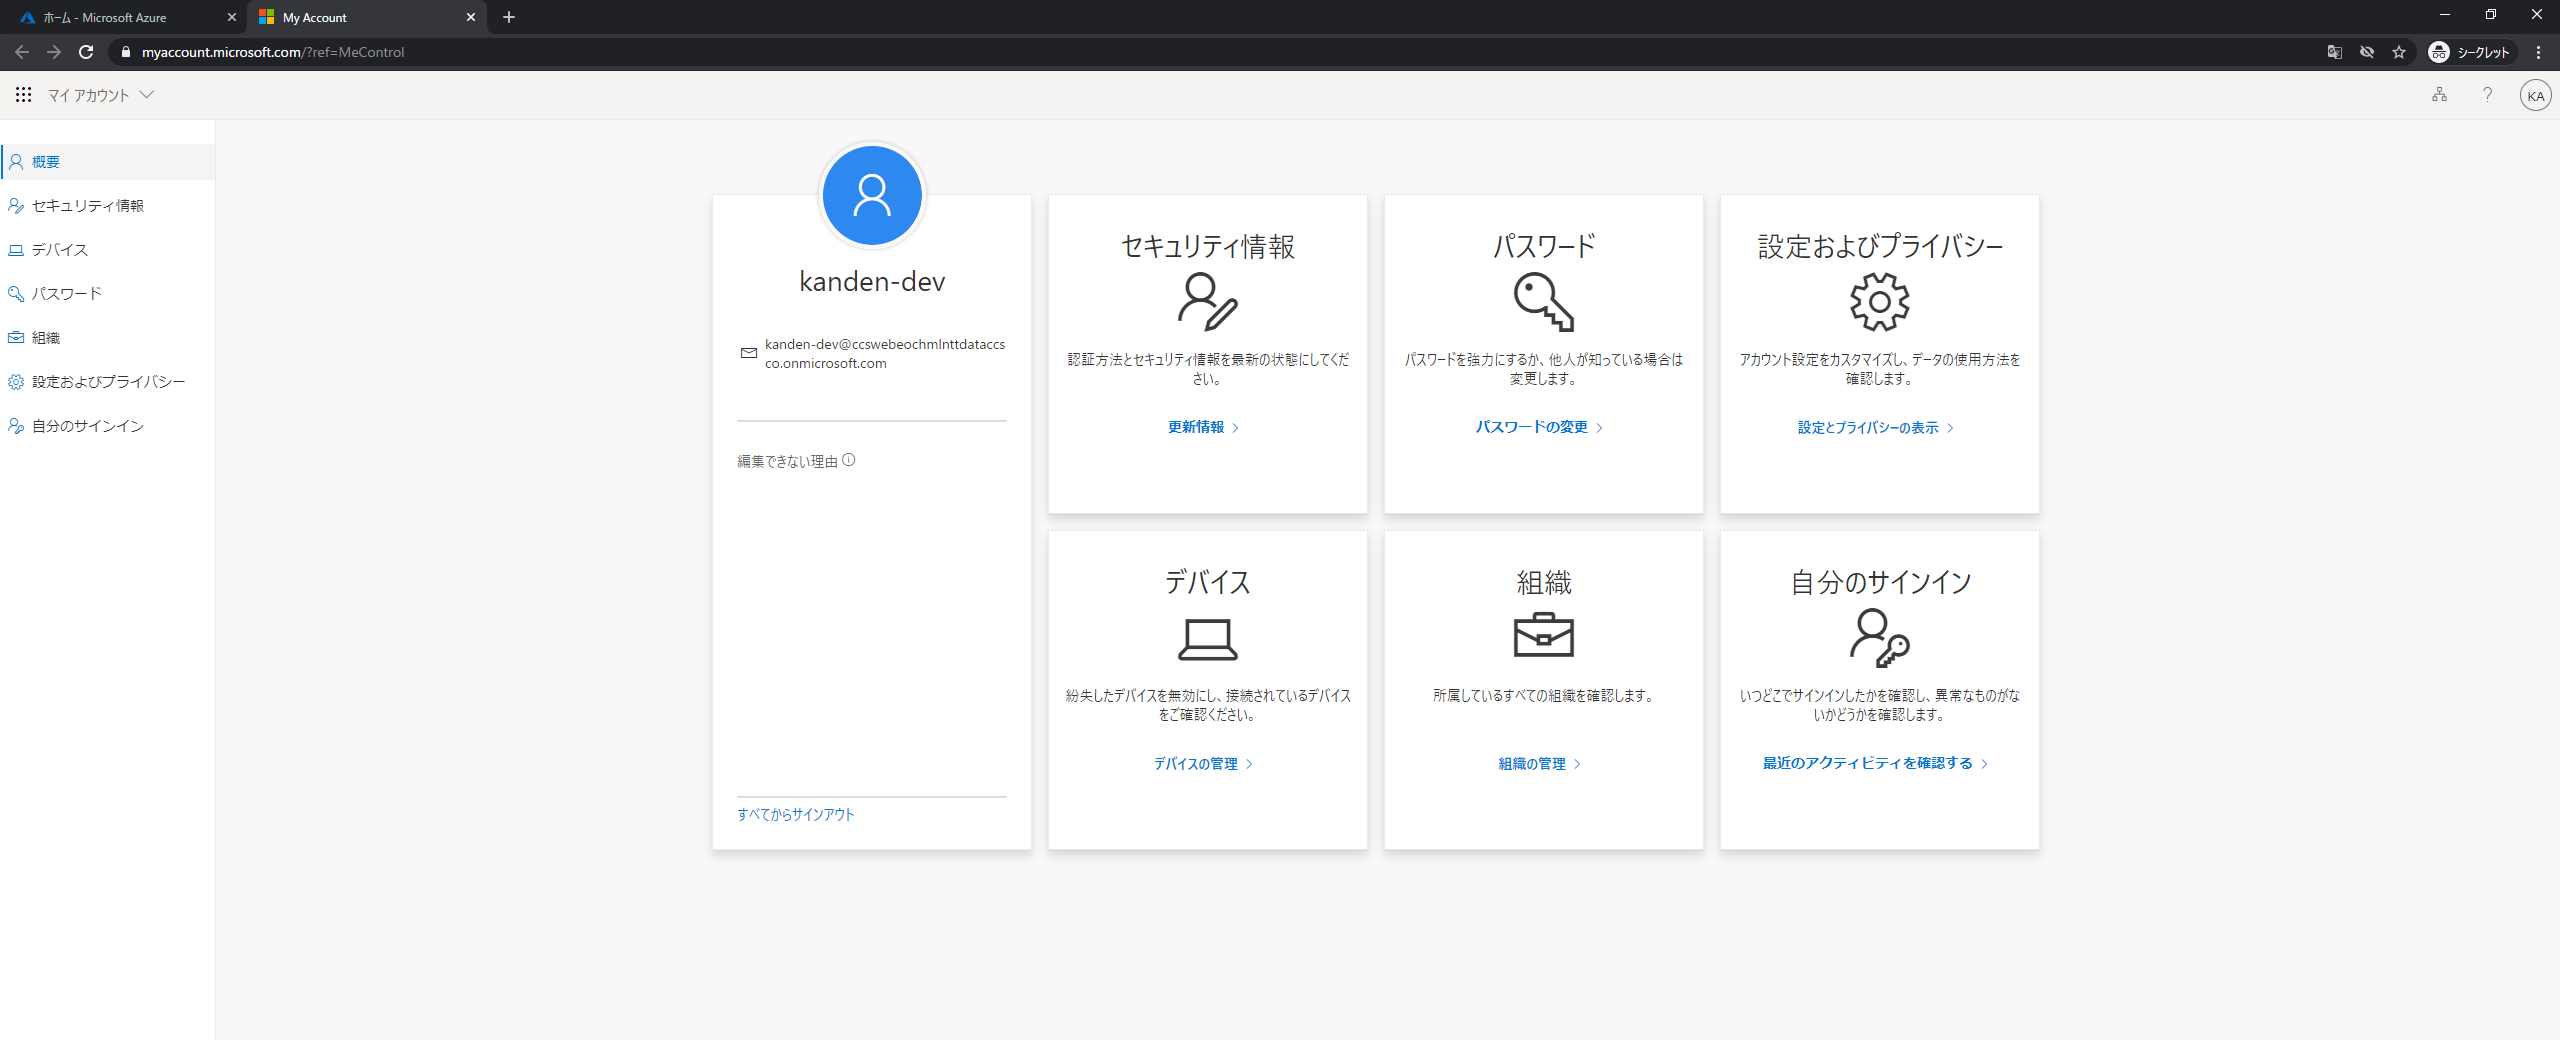 ホーム - Microsoft Azure
My Account
myaccount.microsoft.com/?ref=MeControl
シークレット
マイ アカウント
KA
概要
セキュリティ情報
デバイス
パスワード
組織
設定およびプライバシー
自分のサインイン
kanden-dev
kanden-dev@ccswebeochmlnttdataccs
co.onmicrosoft.com
編集できない理由
すべてからサインアウト
セキュリティ情報
認証方法とセキュリティ情報を最新の状態にしてくだ
さい。
更新情報
パスワード
パスワードを強力にするか、他人が知っている場合は
変更します。
パスワードの変更
設定およびプライバシー
アカウント設定をカスタマイズし、データの使用方法を
確認します。
設定とプライバシーの表示
デバイス
紛失したデバイスを無効にし、接続されているデバイス
をご確認ください。
デバイスの管理
組織
所属しているすべての組織を確認します。
組織の管理
自分のサインイン
いつどこでサインインしたかを確認し、異常なものがな
いかどうかを確認します。
最近のアクティビティを確認する